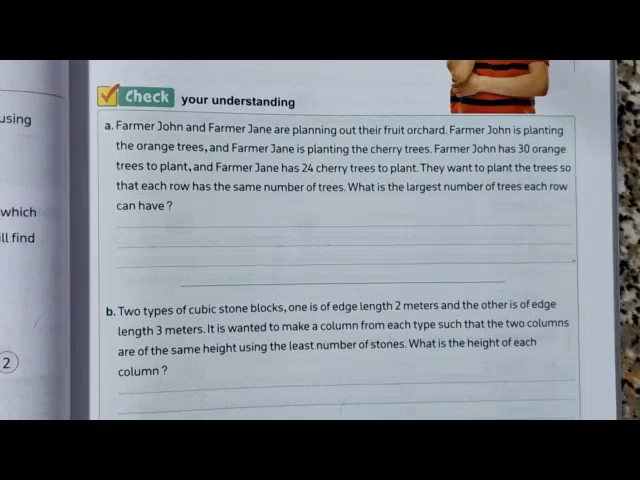 using
which
ll find
2
Check your understanding
a. Farmer John and Farmer Jane are planning out their fruit orchard. Farmer John is planting
the orange trees, and Farmer Jane is planting the cherry trees. Farmer John has 30 orange
trees to plant, and Farmer Jane has 24 cherry trees to plant. They want to plant the trees so
that each row has the same number of trees. What is the largest number of trees each row
can have ?
b. Two types of cubic stone blocks, one is of edge length 2 meters and the other is of edge
length 3 meters. It is wanted to make a column from each type such that the two columns
are of the same height using the least number of stones. What is the height of each
column ?